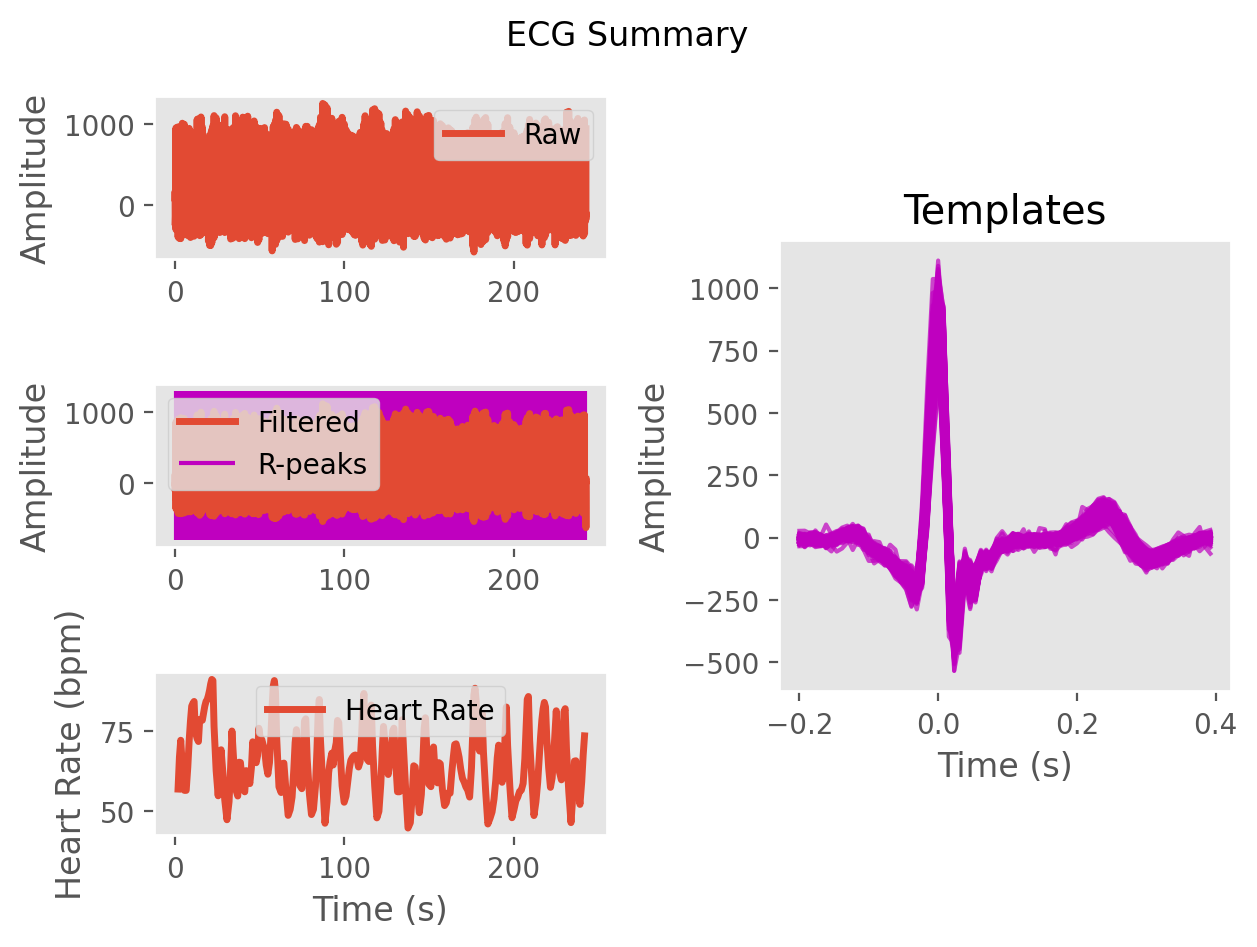 ECG Summary
Amplitude
1000
0
Raw
0 100 200
Amplitude
1000
0
Filtered
R-peaks
0 100 200
Heart Rate (bpm)
75
50
Heart Rate
0 100 200
Time (s)
Templates
Amplitude
1000
750
500
250
0
−250
−500
−0.2 0.0 0.2 0.4
Time (s)